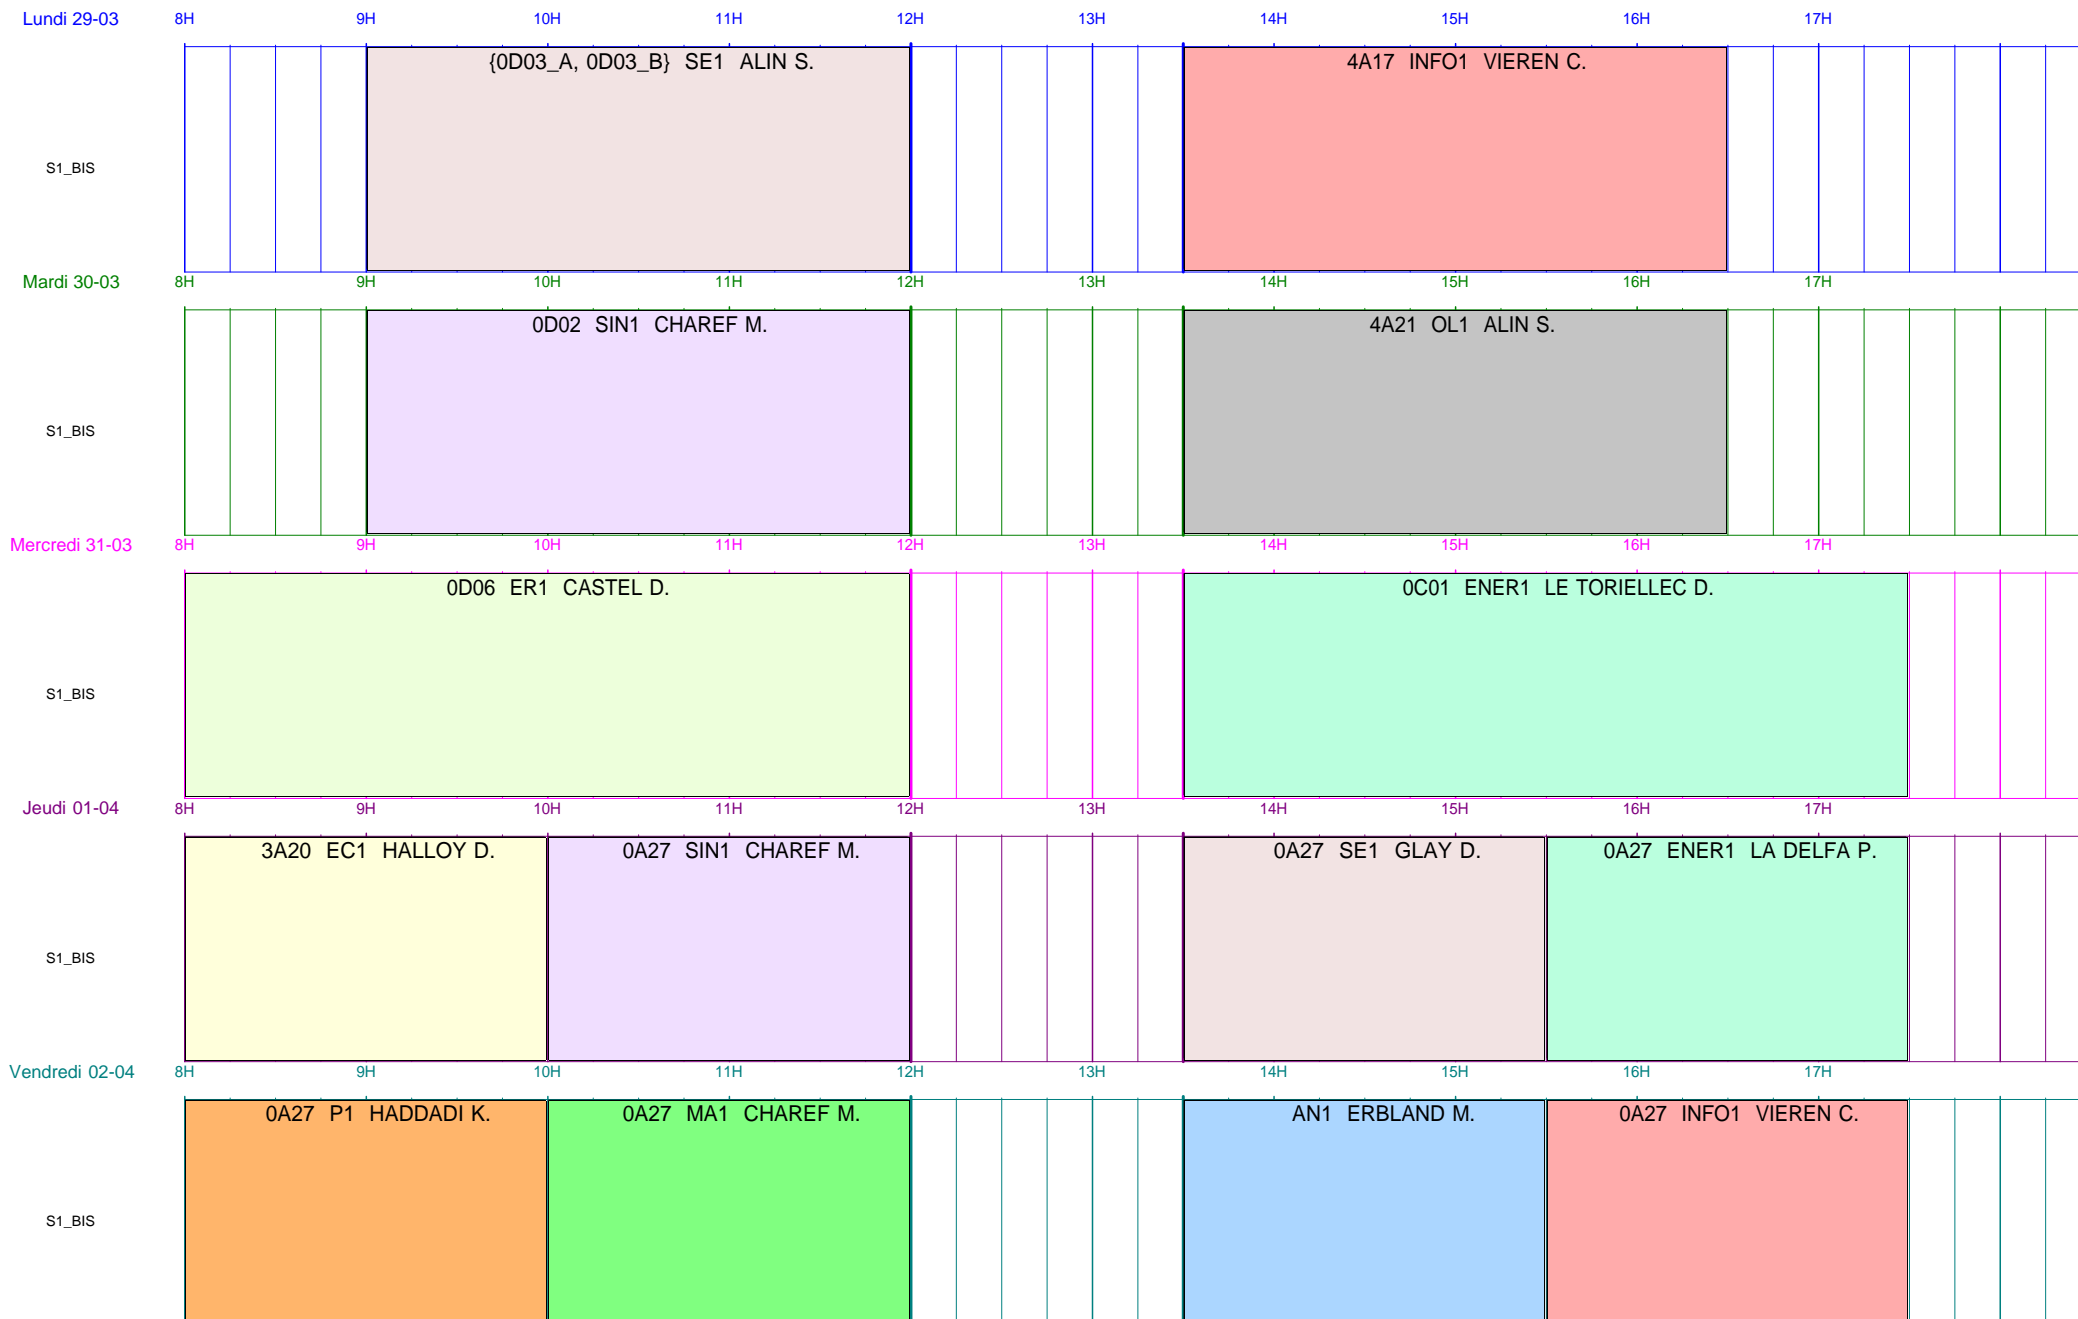 Lundi 29-03 8H 9H 10H 11H 12H 13H 14H 15H 16H 17H
{0D03_A, 0D03_B} SE1 ALIN S. 4A17 INFO1 VIEREN C.
S1_BIS
Mardi 30-03 8H 9H 10H 11H 12H 13H 14H 15H 16H 17H
0D02 SIN1 CHAREF M. 4A21 OL1 ALIN S.
S1_BIS
Mercredi 31-03 8H 9H 10H 11H 12H 13H 14H 15H 16H 17H
0D06 ER1 CASTEL D. 0C01 ENER1 LE TORIELLEC D.
S1_BIS
Jeudi 01-04 8H 9H 10H 11H 12H 13H 14H 15H 16H 17H
3A20 EC1 HALLOY D. 0A27 SIN1 CHAREF M. 0A27 SE1 GLAY D. 0A27 ENER1 LA DELFA P.
S1_BIS
Vendredi 02-04 8H 9H 10H 11H 12H 13H 14H 15H 16H 17H
0A27 P1 HADDADI K. 0A27 MA1 CHAREF M. AN1 ERBLAND M. 0A27 INFO1 VIEREN C.
S1_BIS